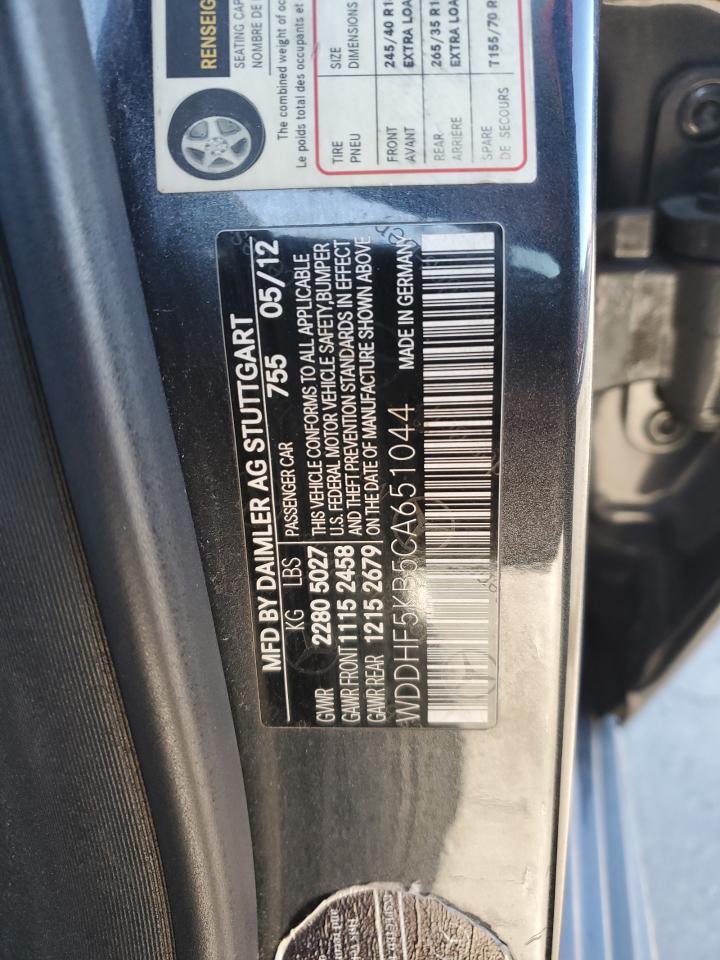 RENSEIG
SEATING CAP
NOMBRE DE
The combined weight of oc
Le poids total des occupants et
TIRE
PNEU
SIZE
DIMENSIONS
FRONT
AVANT
245/40 R1
EXTRA LOA
REAR
ARRIÈRE
265/35 R1
EXTRA LOA
SPARE
DE SECOURS
T155/70 R
MFD BY DAIMLER AG STUTTGART
755 05/12
KG LBS
PASSENGER CAR
GVWR 2280 5027
GAWR FRONT 1115 2458
GAWR REAR 1215 2679
THIS VEHICLE CONFORMS TO ALL APPLICABLE
U.S. FEDERAL MOTOR VEHICLE SAFETY, BUMPER
AND THEFT PREVENTION STANDARDS IN EFFECT
ON THE DATE OF MANUFACTURE SHOWN ABOVE
WDDHF5KB5CA651044 MADE IN GERMANY